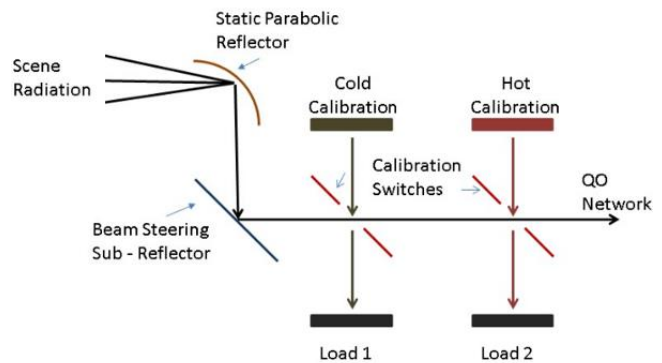 Static Parabolic
Reflector
Scene
Radiation
Cold
Calibration
Hot
Calibration
Calibration
Switches
QO
Network
Beam Steering
Sub - Reflector
Load 1
Load 2